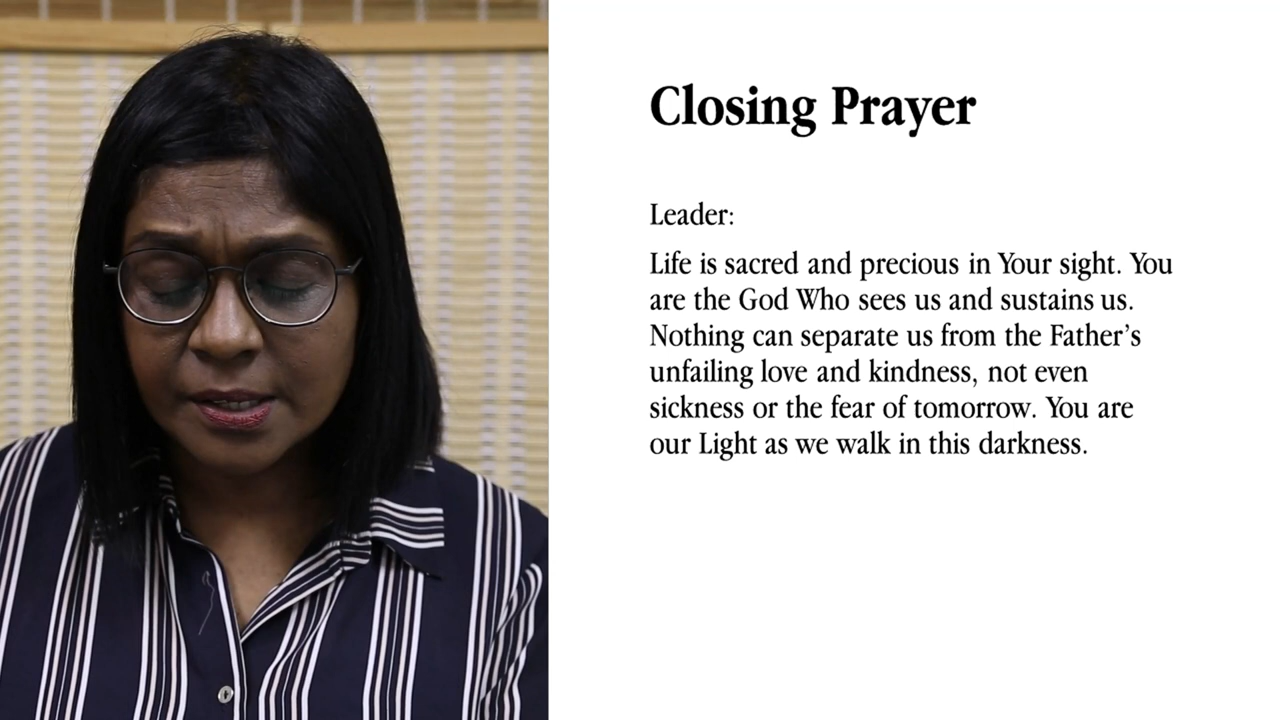 Closing Prayer
Leader:
Life is sacred and precious in Your sight. You
are the God Who sees us and sustains us.
Nothing can separate us from the Father’s
unfailing love and kindness, not even
sickness or the fear of tomorrow. You are
our Light as we walk in this darkness.